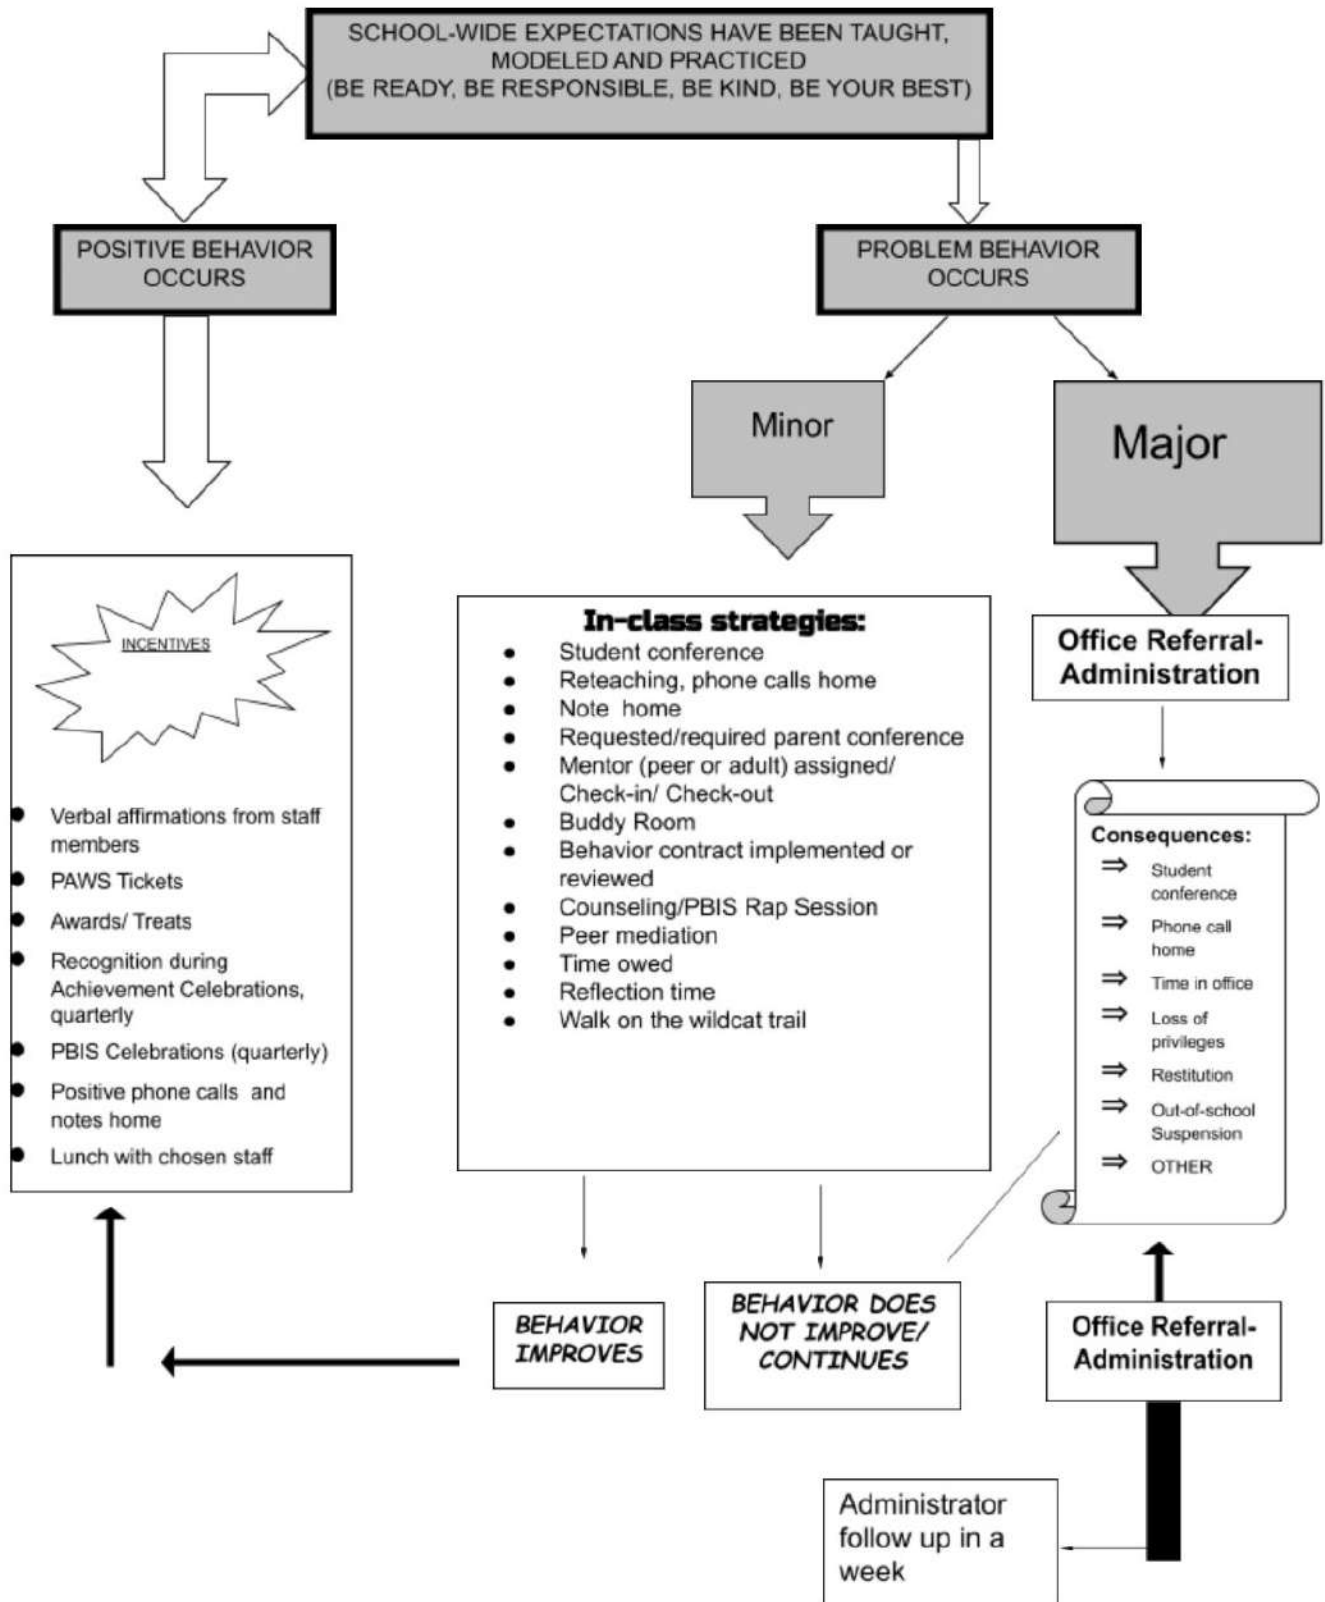 SCHOOL-WIDE EXPECTATIONS HAVE BEEN TAUGHT,
MODELED AND PRACTICED
(BE READY, BE RESPONSIBLE, BE KIND, BE YOUR BEST)
POSITIVE BEHAVIOR
OCCURS
PROBLEM BEHAVIOR
OCCURS
Minor
Major
INCENTIVES
Verbal affirmations from staff
members
PAWS Tickets
Awards/ Treats
Recognition during
Achievement Celebrations,
quarterly
PBIS Celebrations (quarterly)
Positive phone calls and
notes home
Lunch with chosen staff
In-class strategies:
Student conference
Reteaching, phone calls home
Note home
Requested/required parent conference
Mentor (peer or adult) assigned/
Check-in/ Check-out
Buddy Room
Behavior contract implemented or
reviewed
Counseling/PBIS Rap Session
Peer mediation
Time owed
Reflection time
Walk on the wildcat trail
Office Referral-
Administration
Consequences:
⇒ Student
conference
⇒ Phone call
home
⇒ Time in office
⇒ Loss of
privileges
⇒ Restitution
⇒ Out-of-school
Suspension
⇒ OTHER
BEHAVIOR
IMPROVES
BEHAVIOR DOES
NOT IMPROVE/
CONTINUES
Office Referral-
Administration
Administrator
follow up in a
week